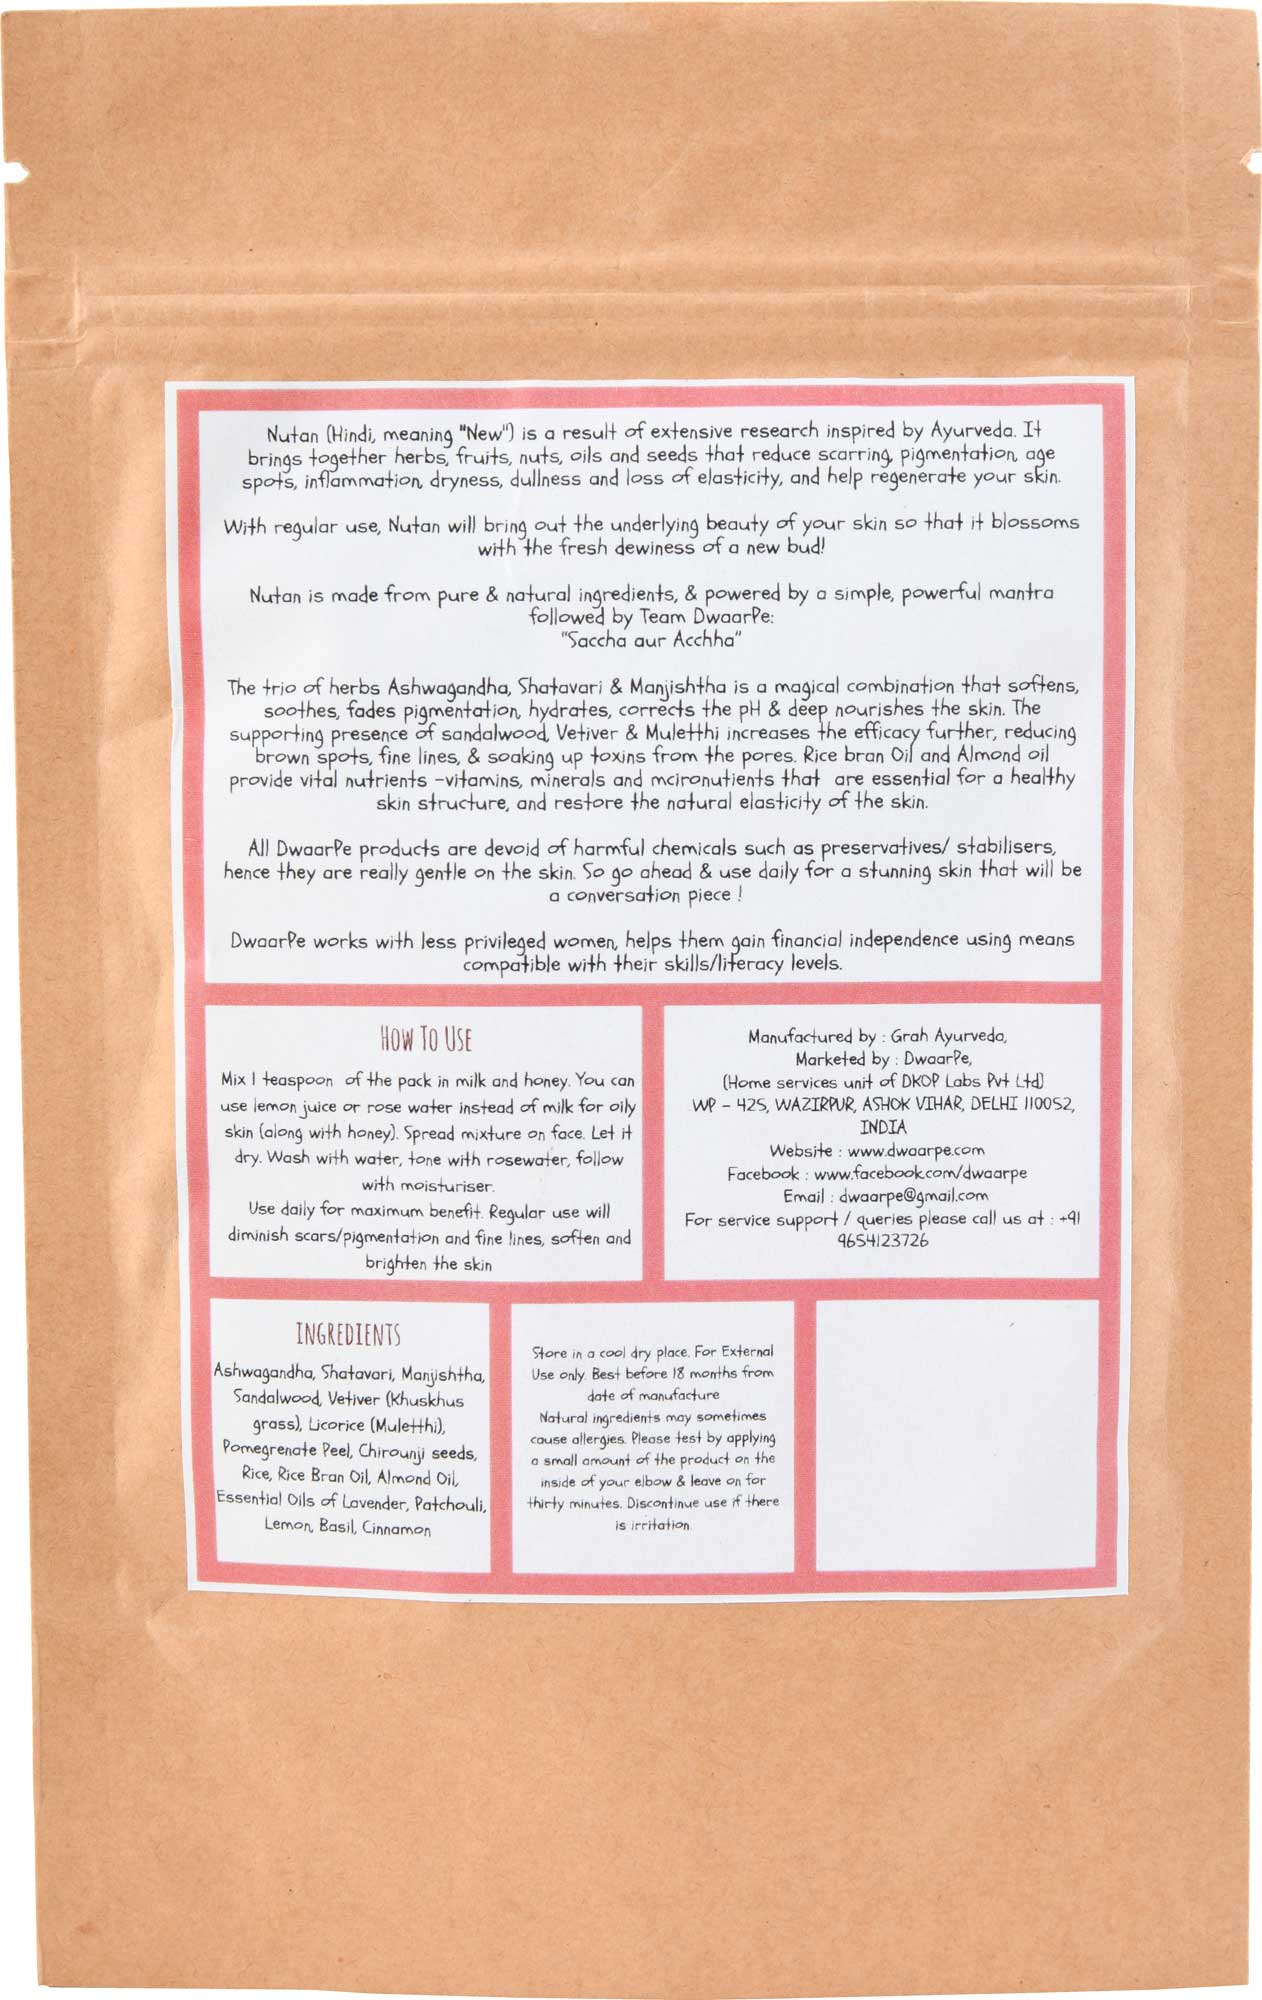 Nutan (Hindi, meaning "New") is a result of extensive research inspired by Ayurveda. It
brings together herbs, fruits, nuts, oils and seeds that reduce scarring, pigmentation, age
spots, inflammation, dryness, dullness and loss of elasticity, and help regenerate your skin.
With regular use, Nutan will bring out the underlying beauty of your skin so that it blossoms
with the fresh dewiness of a new bud!
Nutan is made from pure & natural ingredients, & powered by a simple, powerful mantra
followed by Team DwaarPe:
"Saccha aur Acchha"
The trio of herbs Ashwagandha, Shatavari & Manjishtha is a magical combination that softens,
soothes, fades pigmentation, hydrates, corrects the pH & deep nourishes the skin. The
supporting presence of sandalwood, Vetiver & Muletthi increases the efficacy further, reducing
brown spots, fine lines, & soaking up toxins from the pores. Rice bran Oil and Almond oil
provide vital nutrients -vitamins, minerals and mcironutients that are essential for a healthy
skin structure, and restore the natural elasticity of the skin.
All DwaarPe products are devoid of harmful chemicals such as preservatives/ stabilisers,
hence they are really gentle on the skin. So go ahead & use daily for a stunning skin that will be
a conversation piece !
DwaarPe works with less privileged women, helps them gain financial independence using means
compatible with their skills/literacy levels.
How To Use
Mix 1 teaspoon of the pack in milk and honey. You can
use lemon juice or rose water instead of milk for oily
skin (along with honey). Spread mixture on face. Let it
dry. Wash with water, tone with rosewater, follow
with moisturiser.
Use daily for maximum benefit. Regular use will
diminish scars/pigmentation and fine lines, soften and
brighten the skin
Manufactured by : Grah Ayurveda,
Marketed by : DwaarPe,
(Home services unit of DKOP Labs Pvt Ltd)
WP - 425, WAZIRPUR, ASHOK VIHAR, DELHI 110052,
INDIA
Website : www.dwaarpe.com
Facebook : www.facebook.com/dwaarpe
Email : dwaarpe@gmail.com
For service support / queries please call us at : +91
9654123726
INGREDIENTS
Ashwagandha, Shatavari, Manjishtha,
Sandalwood, Vetiver (Khuskhus
grass), Licorice (Muletthi),
Pomegrenate Peel, Chirounji seeds,
Rice, Rice Bran Oil, Almond Oil,
Essential Oils of Lavender, Patchouli,
Lemon, Basil, Cinnamon
Store in a cool dry place. For External
Use only. Best before 18 months from
date of manufacture
Natural ingredients may sometimes
cause allergies. Please test by applying
a small amount of the product on the
inside of your elbow & leave on for
thirty minutes. Discontinue use if there
is irritation.